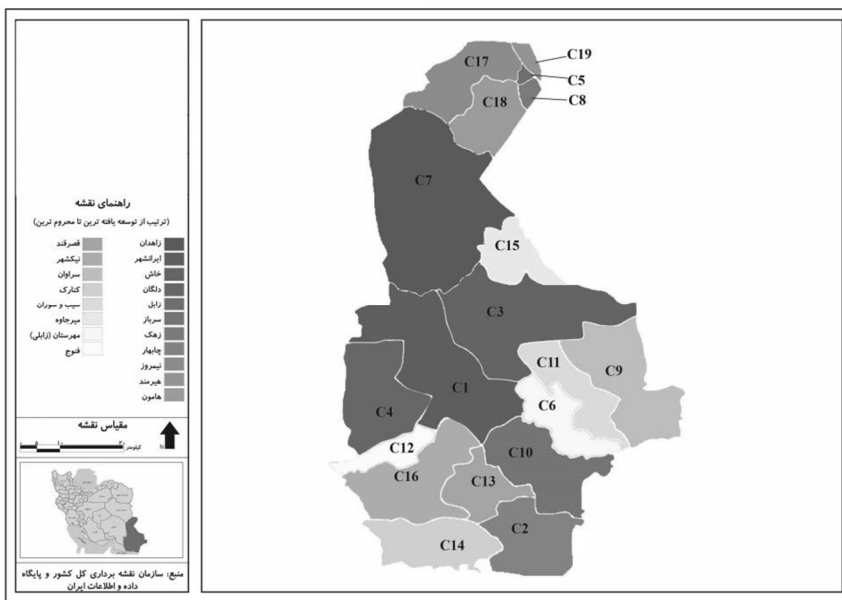 راهنمای نقشه
(ترتیب از توسعه یافته ترین تا محروم ترین)
زاهدان
ایرانشهر
خاش
دلگان
زابل
سرباز
زهک
چابهار
نیمروز
هیرمند
هامون
قصرقند
نیکشهر
سراوان
کنارک
سیب و سوران
میرجاوه
مهرستان (زابلی)
فنوج
مقیاس نقشه
کیلومتر
N
منبع: سازمان نقشه برداری کل کشور و پایگاه
داده و اطلاعات ایران
C17
C19
C5
C8
C18
C7
C15
C3
C11
C9
C1
C6
C4
C12
C10
C16
C13
C2
C14